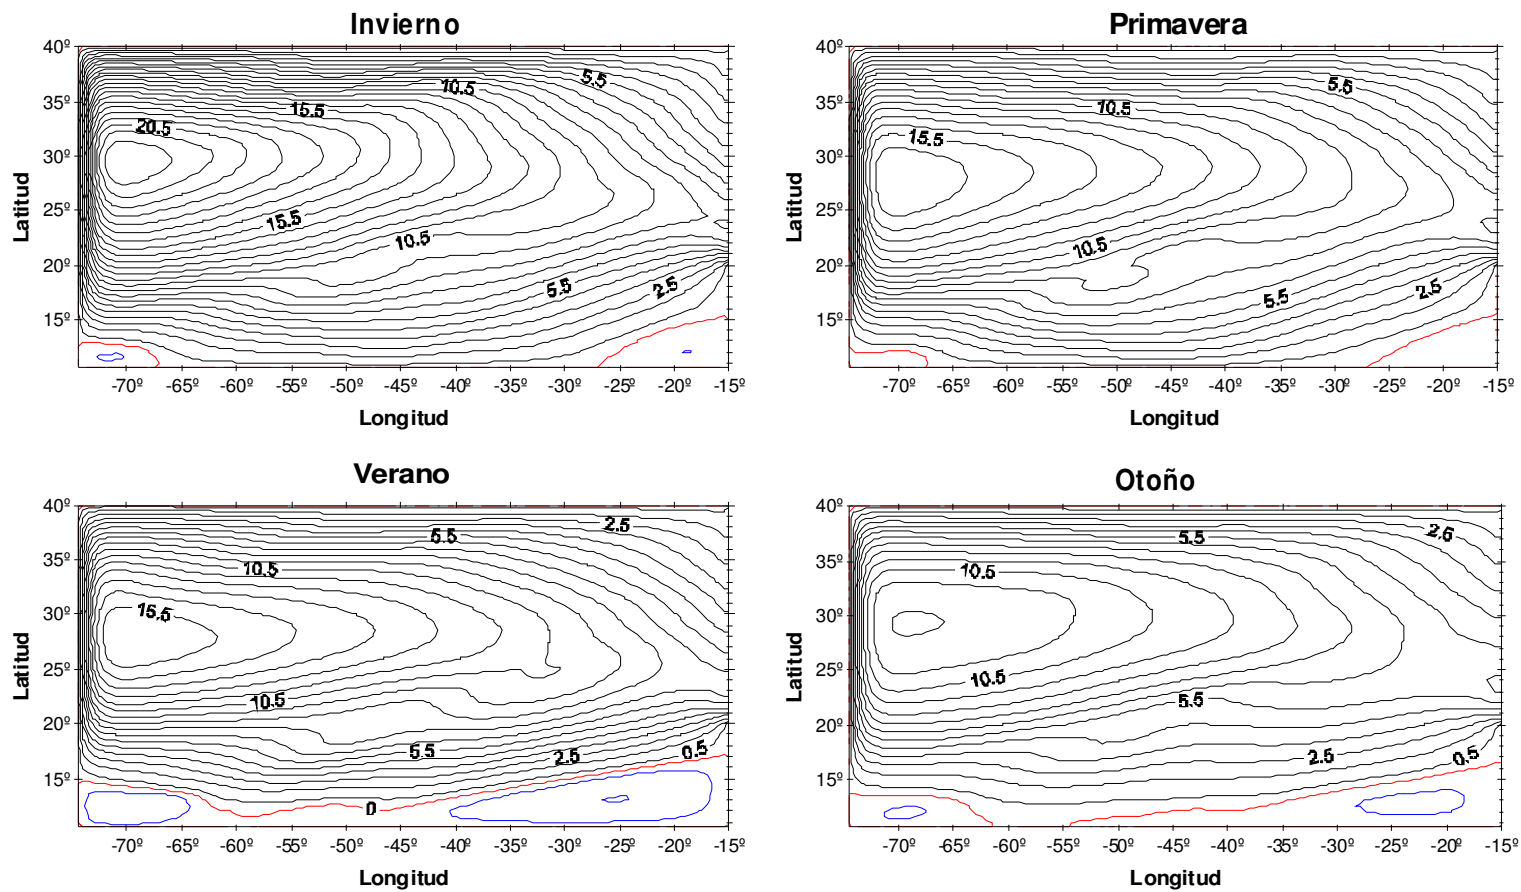 Invierno Primavera
40º 40º
5.5 5.5
10.5
35º 35º
15.5 10.5
20.5 15.5
30º 30º
Latitud Latitud
25º 25º
15.5
10.5 10.5
20º 20º
5.5 2.5 5.5 2.5
15º 15º
-70º -65º -60º -55º -50º -45º -40º -35º -30º -25º -20º -15º -70º -65º -60º -55º -50º -45º -40º -35º -30º -25º -20º -15º
Longitud Longitud
Verano Otoño
40º 40º
2.5 2.5
5.5 5.5
35º 35º
10.5 10.5
15.5
30º 30º
Latitud Latitud
25º 25º
10.5
10.5 5.5
20º 20º
5.5 2.5 0.5 2.5 0.5
15º 15º
0
-70º -65º -60º -55º -50º -45º -40º -35º -30º -25º -20º -15º -70º -65º -60º -55º -50º -45º -40º -35º -30º -25º -20º -15º
Longitud Longitud